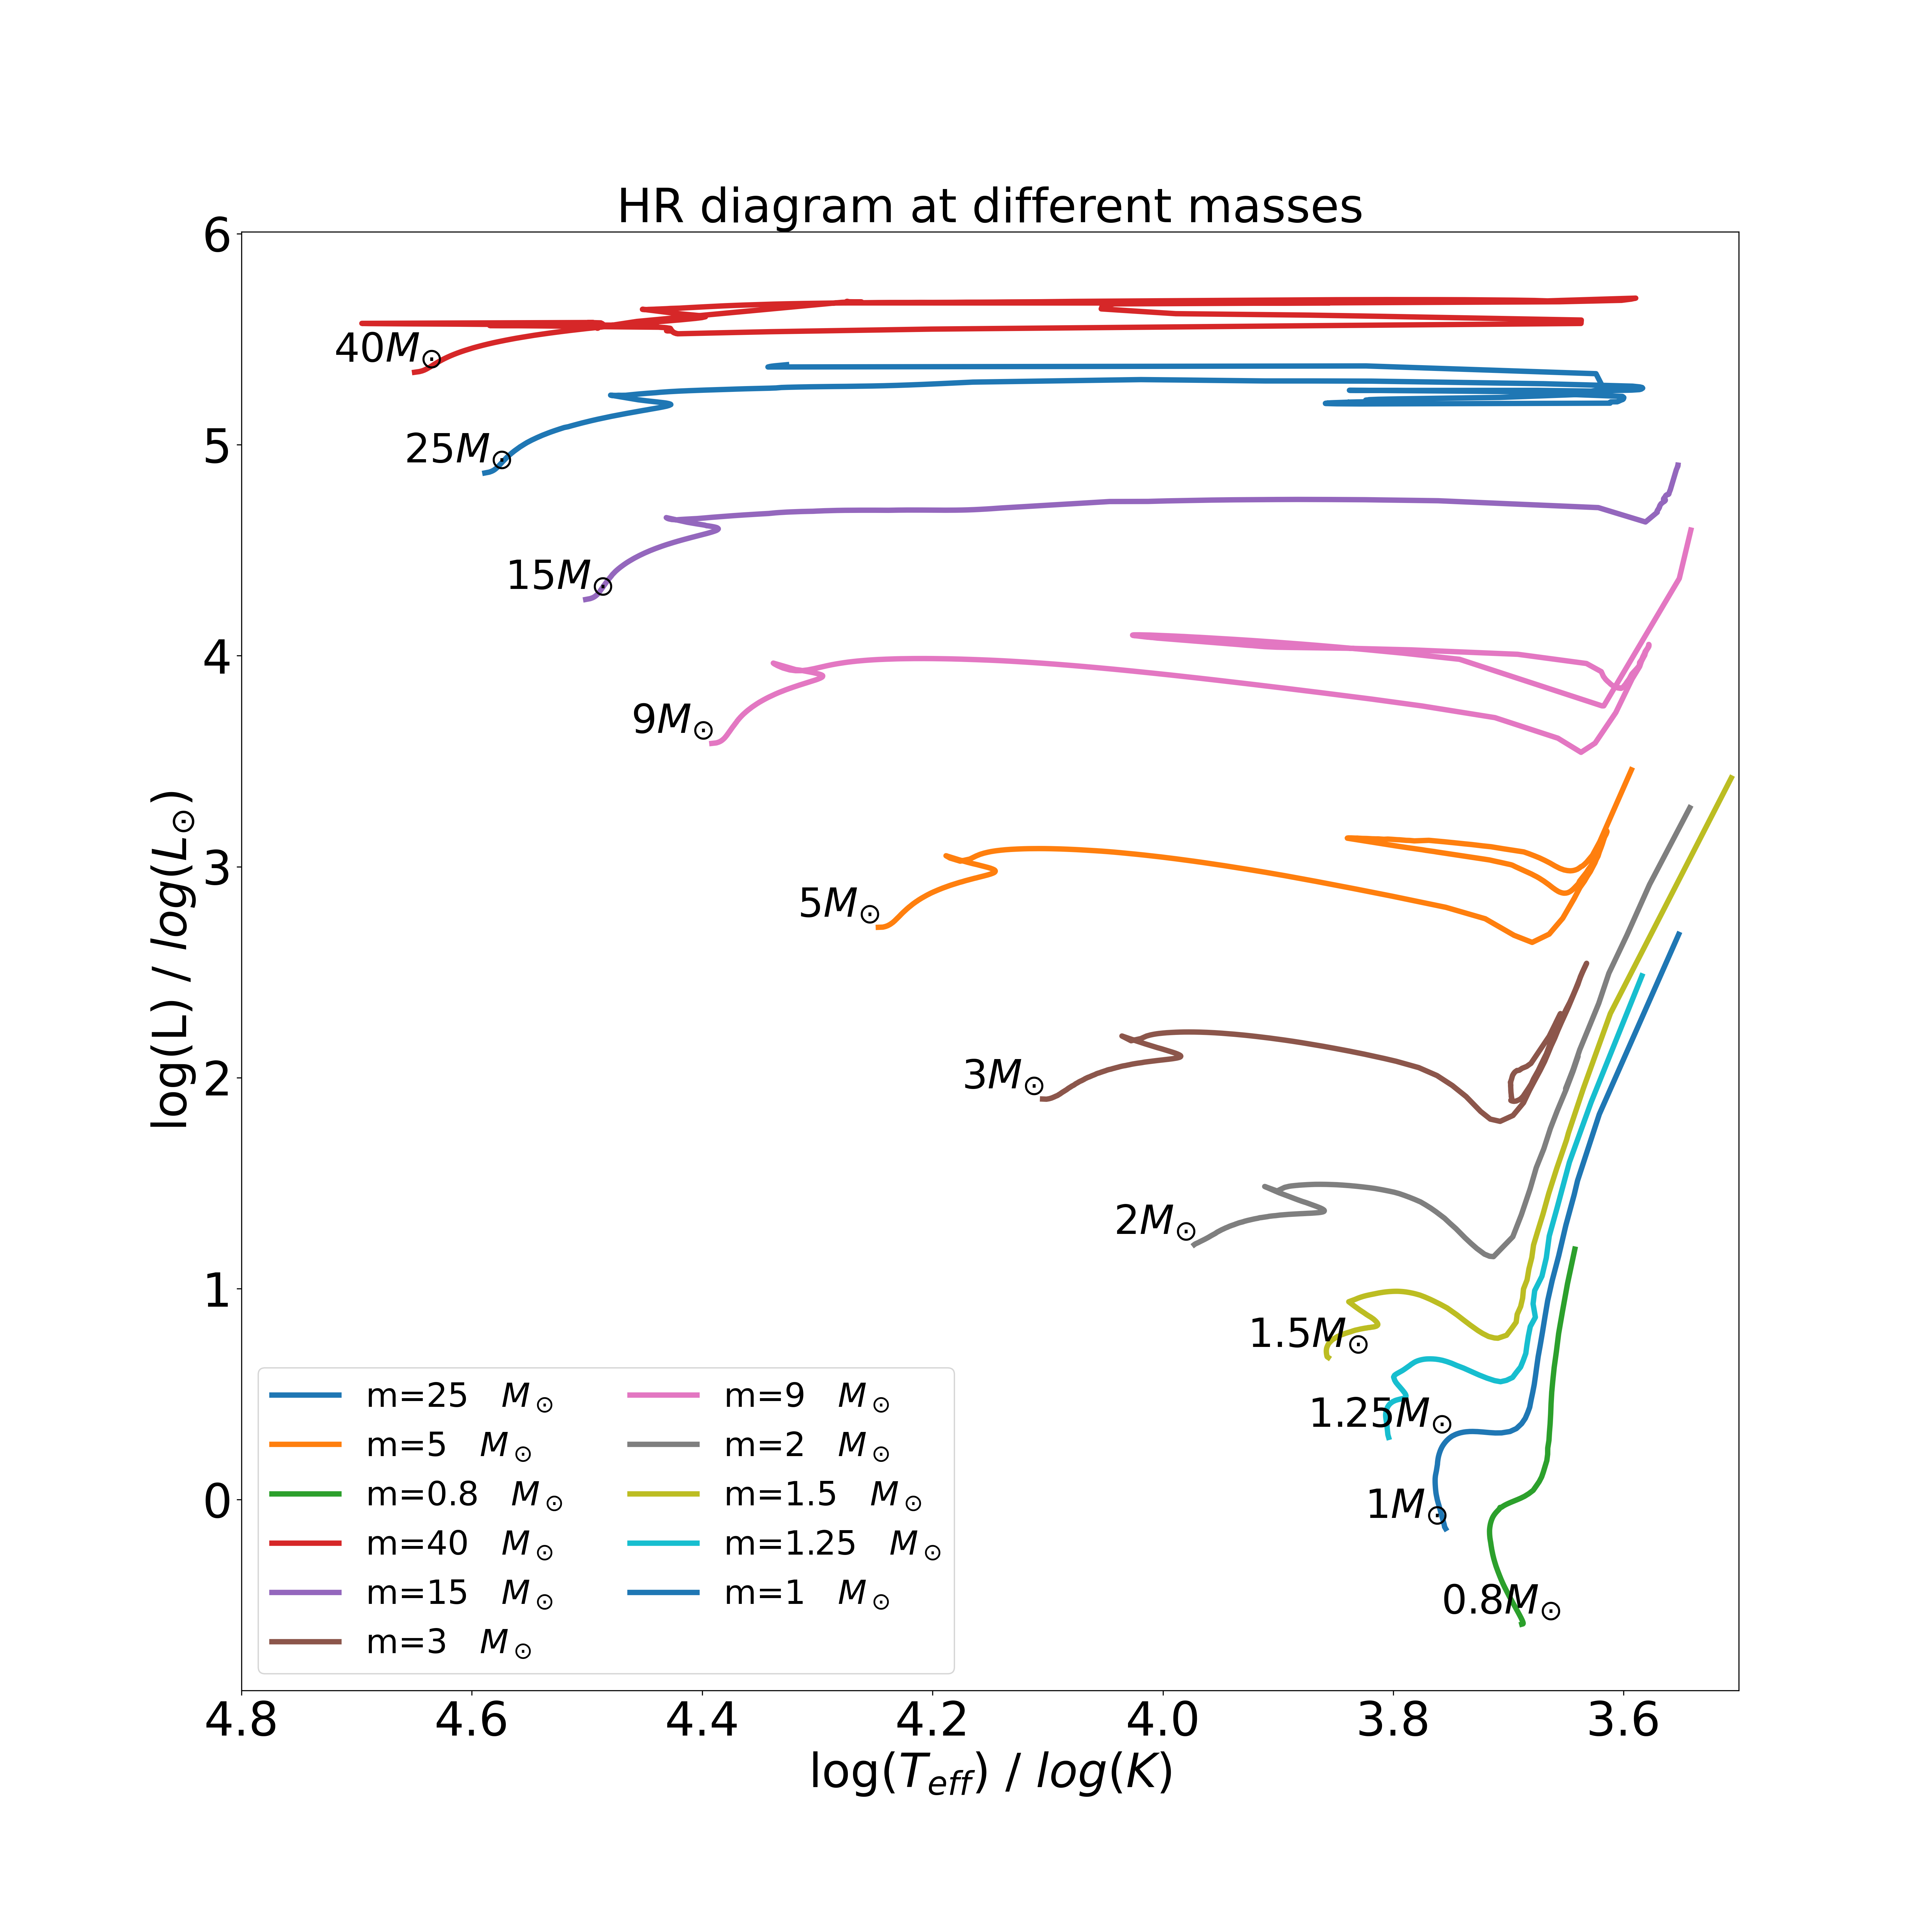 HR diagram at different masses
6
5
4
3
2
1
0
log(L) / log(L⊙)
40M⊙
25M⊙
15M⊙
9M⊙
5M⊙
3M⊙
2M⊙
1.5M⊙
1.25M⊙
1M⊙
0.8M⊙
m=25 M⊙
m=5 M⊙
m=0.8 M⊙
m=40 M⊙
m=15 M⊙
m=3 M⊙
m=9 M⊙
m=2 M⊙
m=1.5 M⊙
m=1.25 M⊙
m=1 M⊙
4.8 4.6 4.4 4.2 4.0 3.8 3.6
log(T_eff) / log(K)